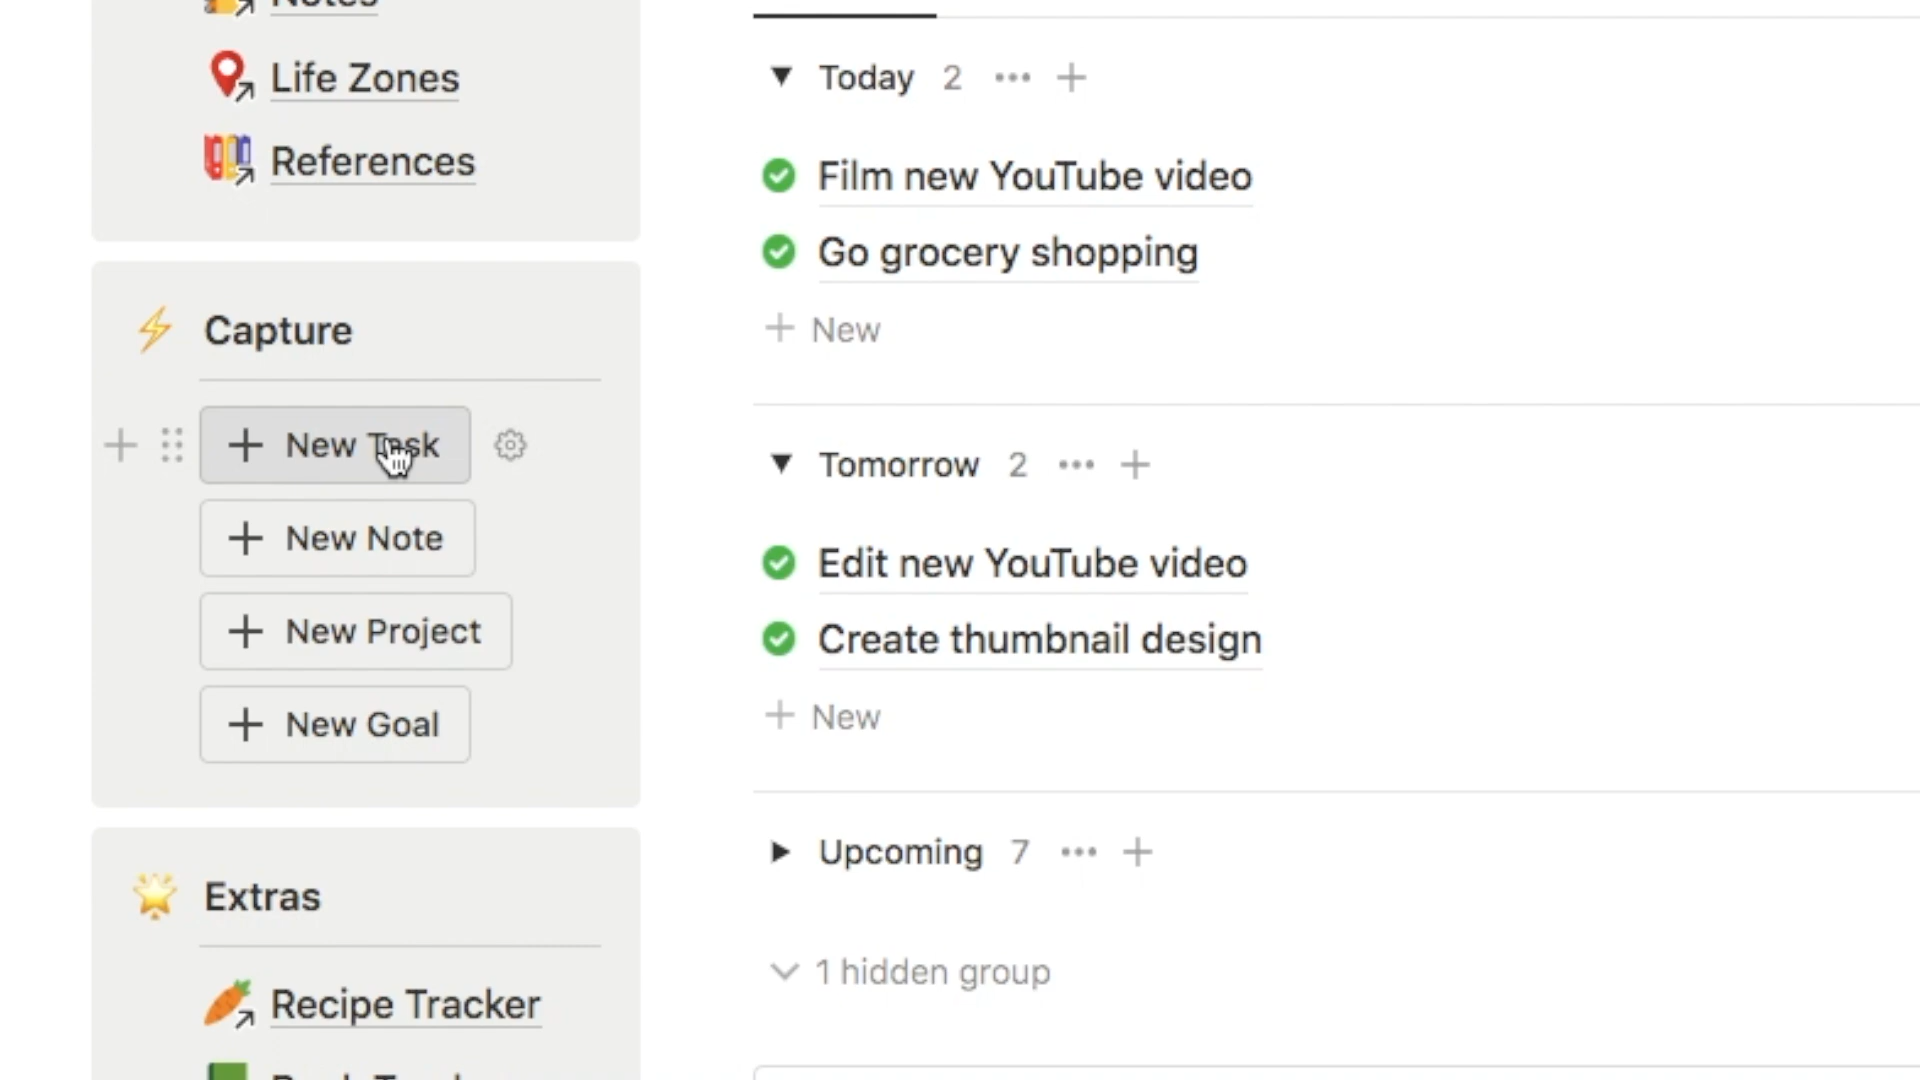 Notes
Life Zones
References
Capture
New Task
New Note
New Project
New Goal
Extras
Recipe Tracker
Today 2
Film new YouTube video
Go grocery shopping
New
Tomorrow 2
Edit new YouTube video
Create thumbnail design
New
Upcoming 7
1 hidden group